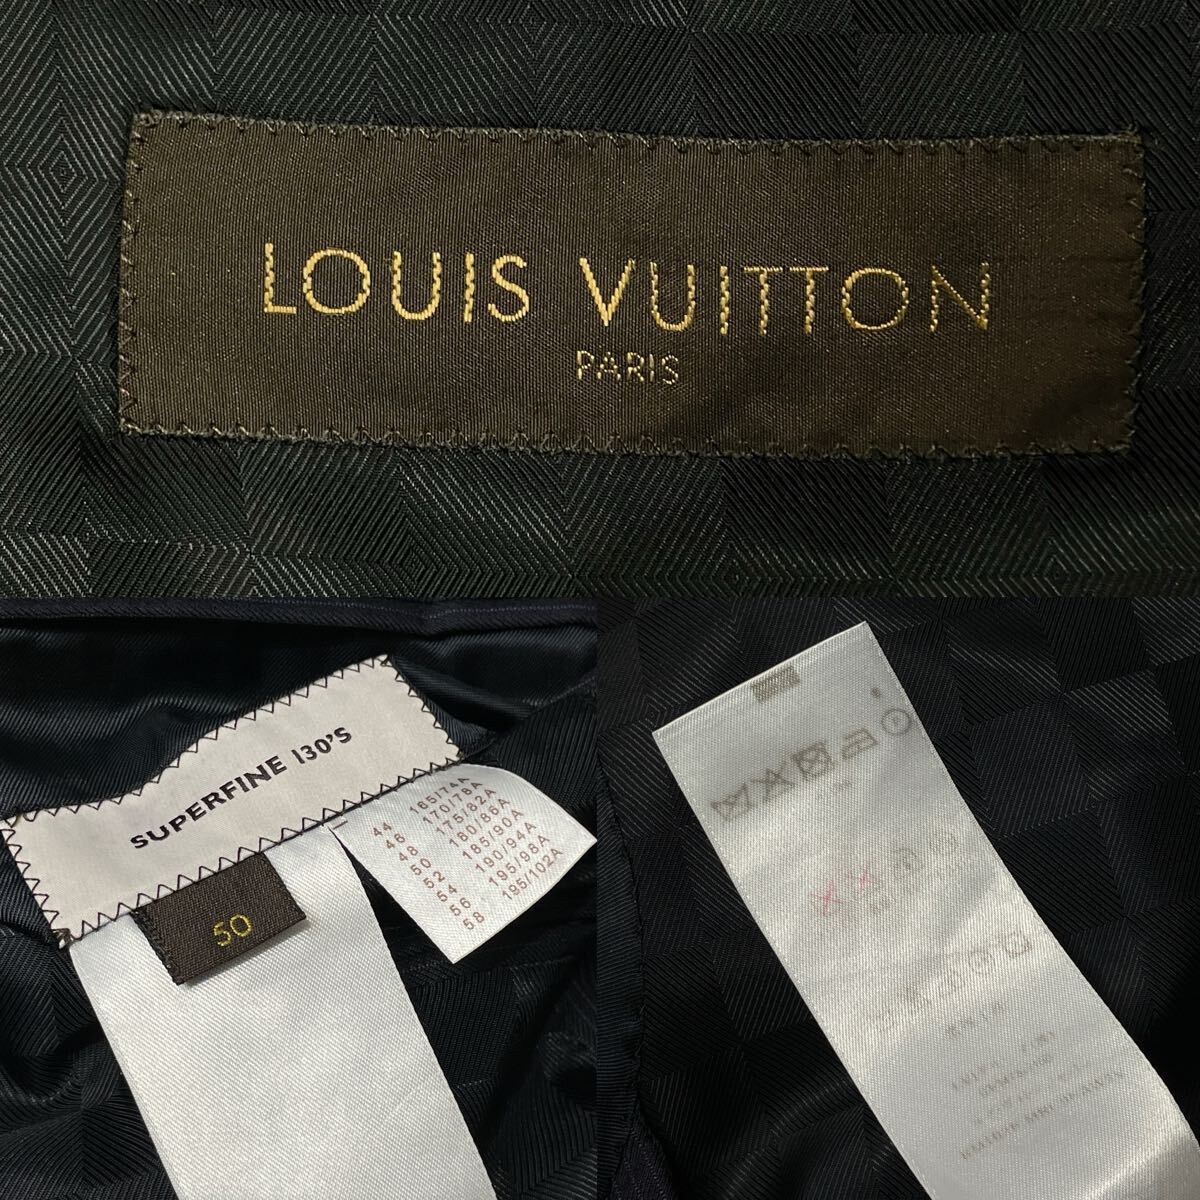 LOUIS VUITTON
PARIS
SUPERFINE 130'S
50
44 165/74A
46 170/78A
48 175/82A
50 180/86A
52 185/90A
54 190/94A
56 195/98A
58 195/102A